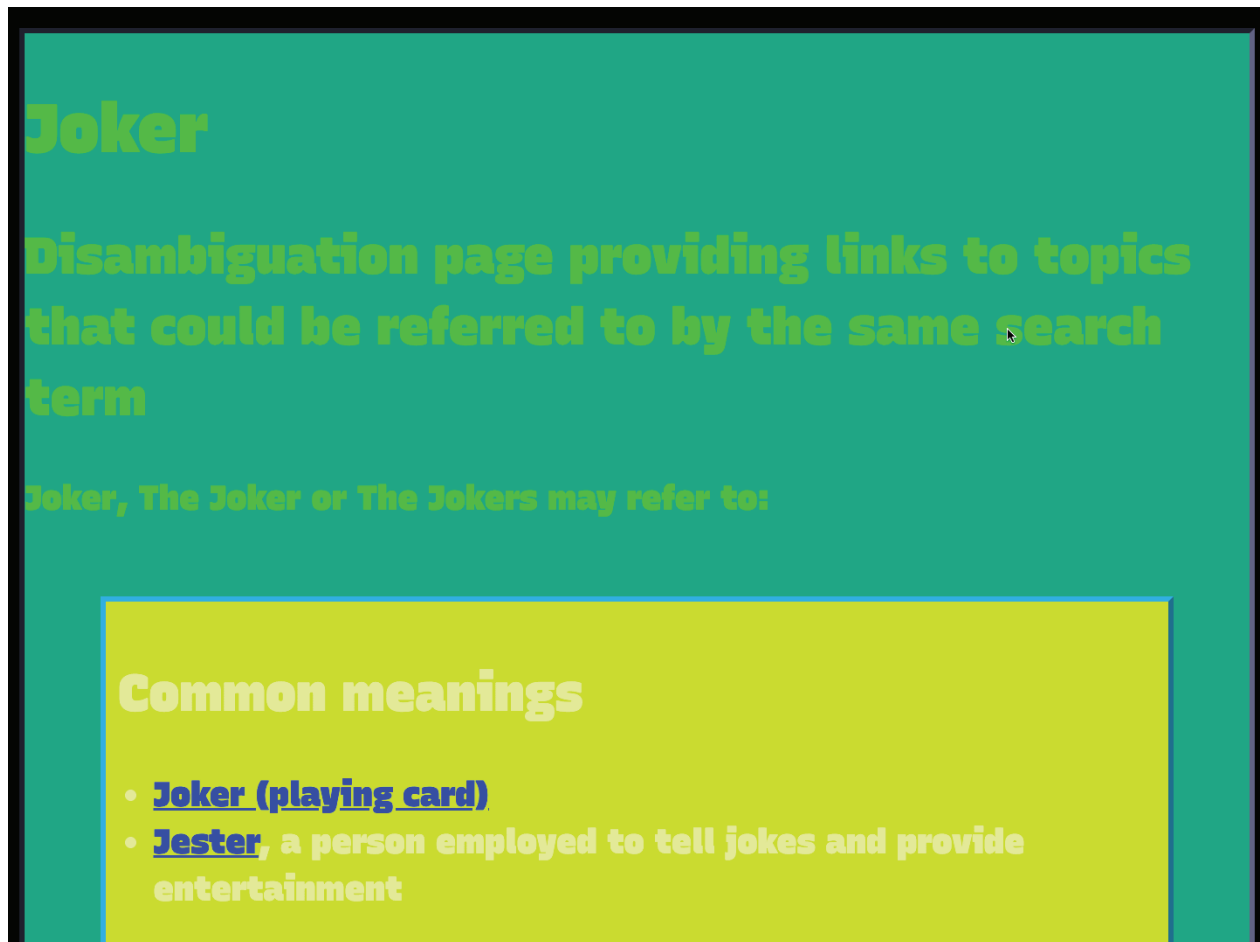 Joker
Disambiguation page providing links to topics
that could be referred to by the same search
term
Joker, The Joker or The Jokers may refer to:
Common meanings
Joker (playing card)
Jester, a person employed to tell jokes and provide
entertainment